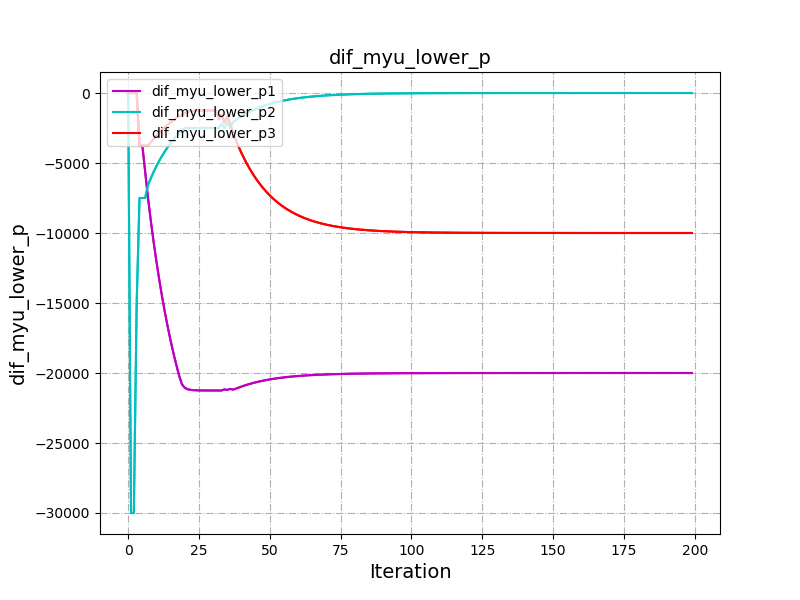 dif_myu_lower_p
dif_myu_lower_p1
dif_myu_lower_p2
dif_myu_lower_p3
dif_myu_lower_p
0
−5000
−10000
−15000
−20000
−25000
−30000
0 25 50 75 100 125 150 175 200
Iteration